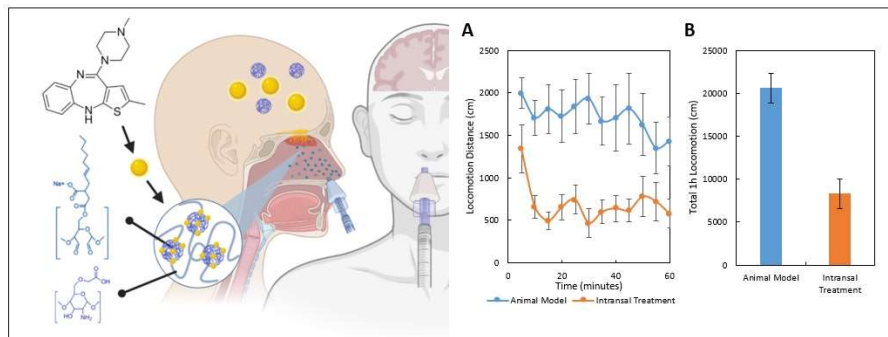 N
N
N
N
H
S
Na⁺
O
OH
HO
NH₂
A
Locomotion Distance (cm)
2500
2000
1500
1000
500
0
0
20
40
60
Time (minutes)
Animal Model
Intransal Treatment
B
Total 1h Locomotion (cm)
25000
20000
15000
10000
5000
0
Animal Model
Intransal
Treatment